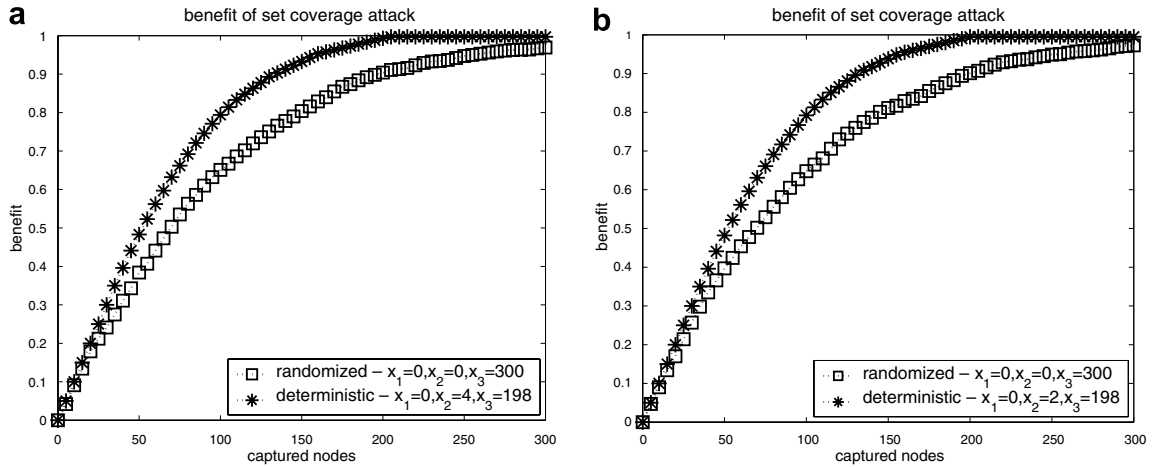 a
benefit of set coverage attack
1
0.9
0.8
0.7
0.6
0.5
0.4
0.3
0.2
0.1
0
benefit
randomized – x1=0,x2=0,x3=300
deterministic – x1=0,x2=4,x3=198
0 50 100 150 200 250 300
captured nodes
b
benefit of set coverage attack
1
0.9
0.8
0.7
0.6
0.5
0.4
0.3
0.2
0.1
0
benefit
randomized – x1=0,x2=0,x3=300
deterministic – x1=0,x2=2,x3=198
0 50 100 150 200 250 300
captured nodes